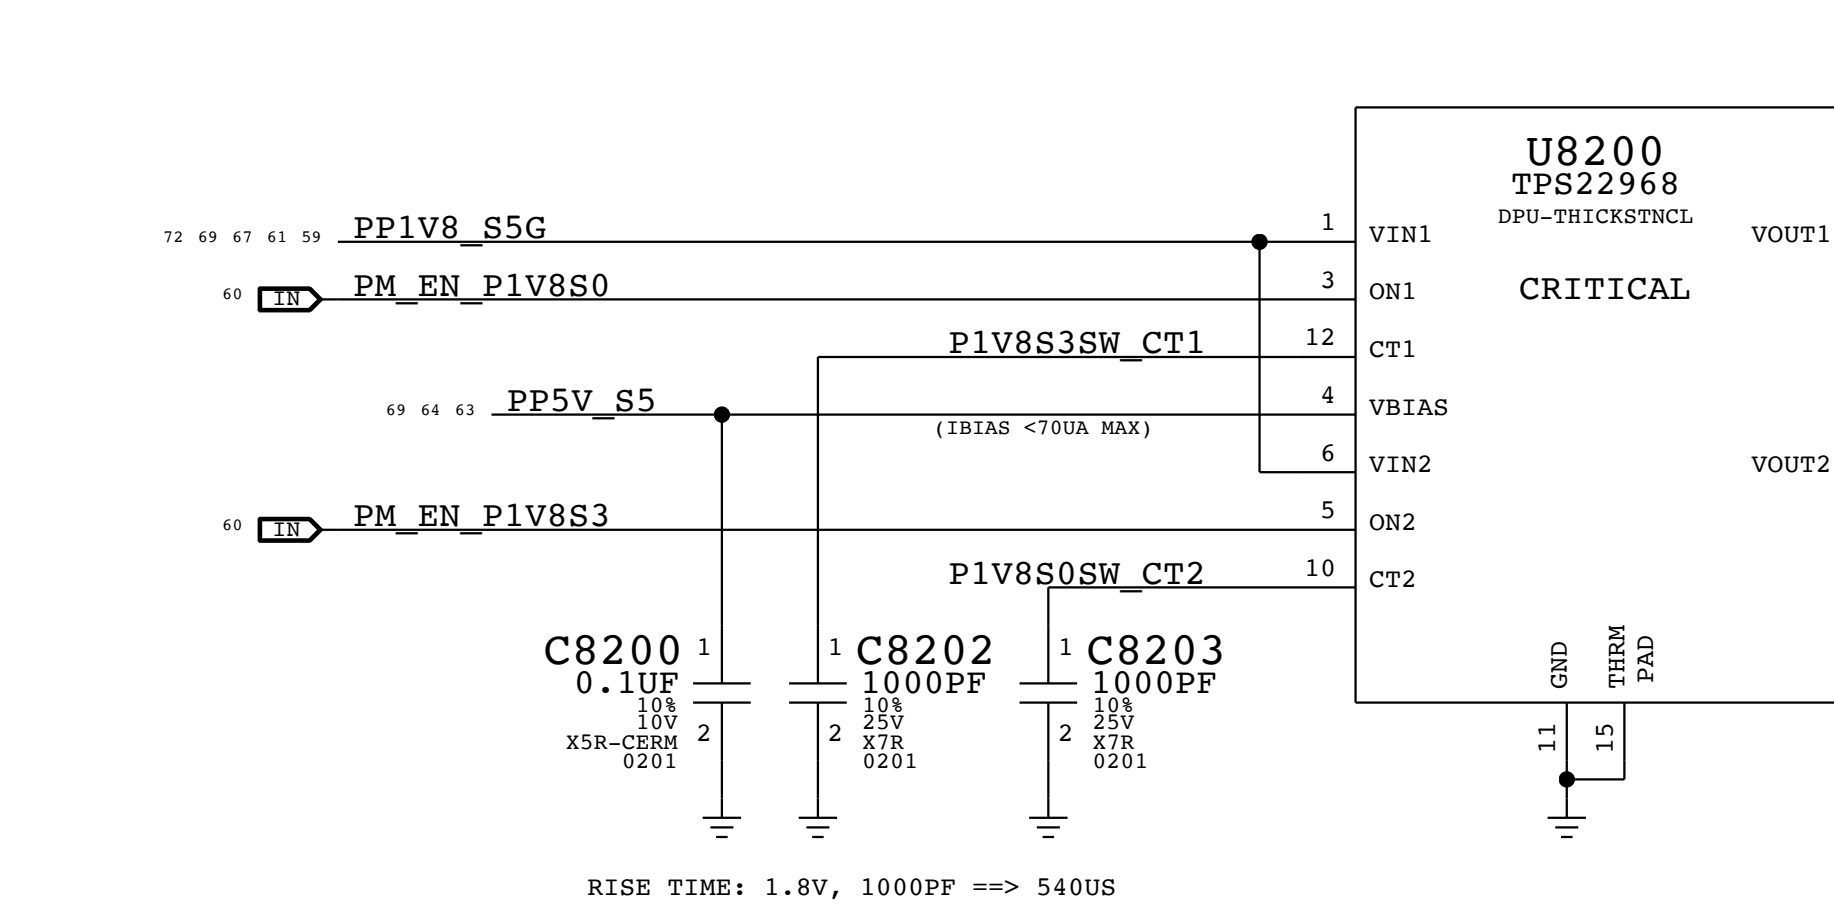 U8200
TPS22968
DPU-THICKSTNCL
CRITICAL
72 69 67 61 59 PP1V8_S5G 1 VIN1 VOUT1
60 IN PM_EN_P1V8S0 3 ON1
P1V8S3SW_CT1 12 CT1
69 64 63 PP5V_S5 4 VBIAS
(IBIAS <70UA MAX)
6 VIN2 VOUT2
60 IN PM_EN_P1V8S3 5 ON2
P1V8S0SW_CT2 10 CT2
C8200 1
0.1UF
10%
10V
X5R-CERM
0201
2
1 C8202
1000PF
10%
25V
X7R
0201
2
1 C8203
1000PF
10%
25V
X7R
0201
2
GND
THRM
PAD
11
15
RISE TIME: 1.8V, 1000PF ==> 540US